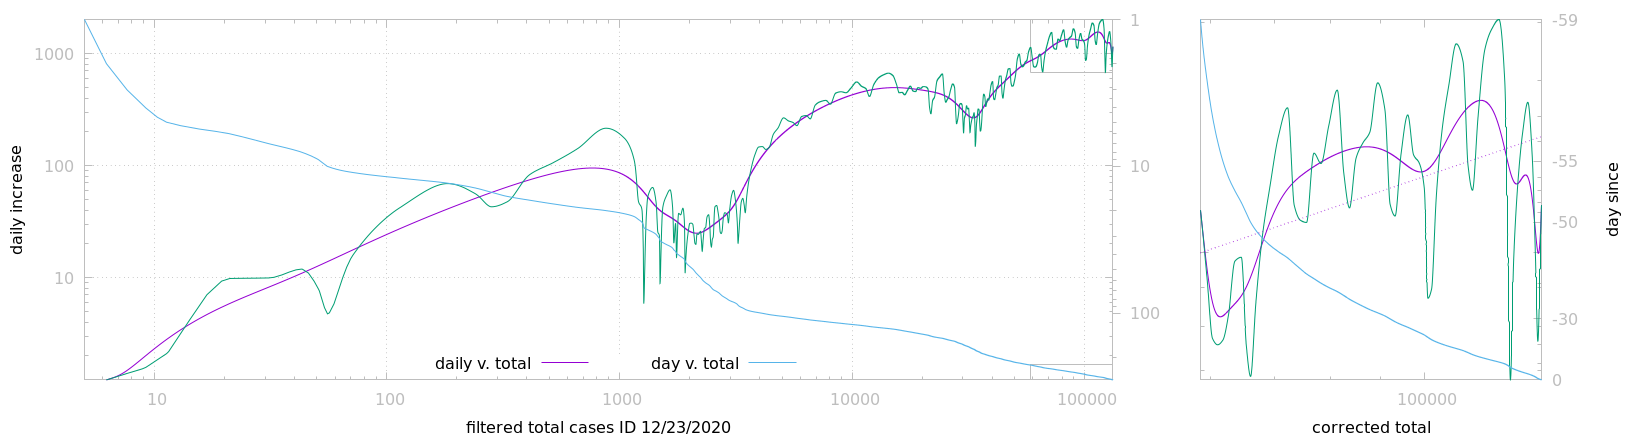 daily increase
1000
100
10
10
100
1000
10000
100000
1
10
100
daily v. total
day v. total
filtered total cases ID 12/23/2020
-59
-55
-50
-30
0
day since
100000
corrected total